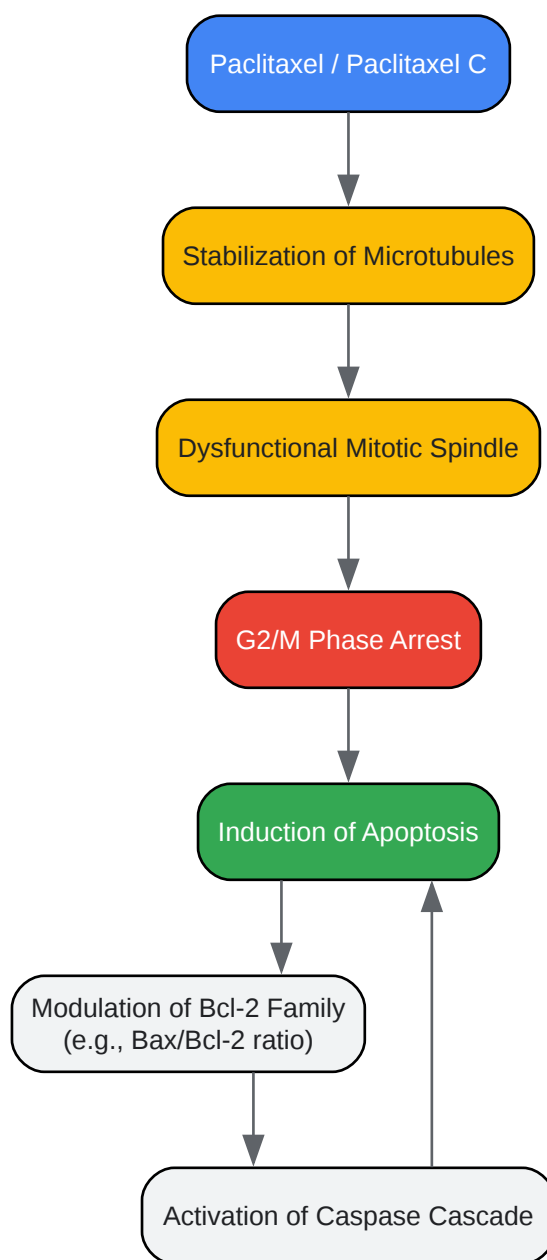 Paclitaxel / Paclitaxel C
Stabilization of Microtubules
Dysfunctional Mitotic Spindle
G2/M Phase Arrest
Induction of Apoptosis
Modulation of Bcl-2 Family
(e.g., Bax/Bcl-2 ratio)
Activation of Caspase Cascade